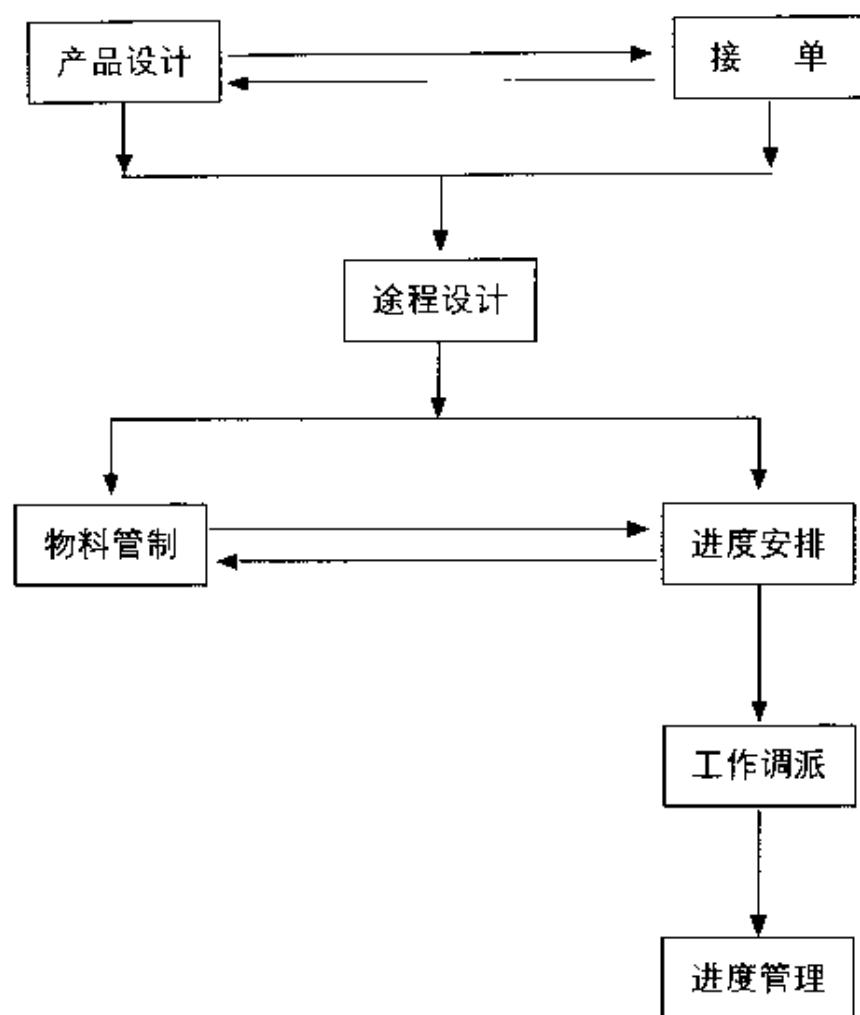 产品设计
接 单
途程设计
物料管制
进度安排
工作调派
进度管理